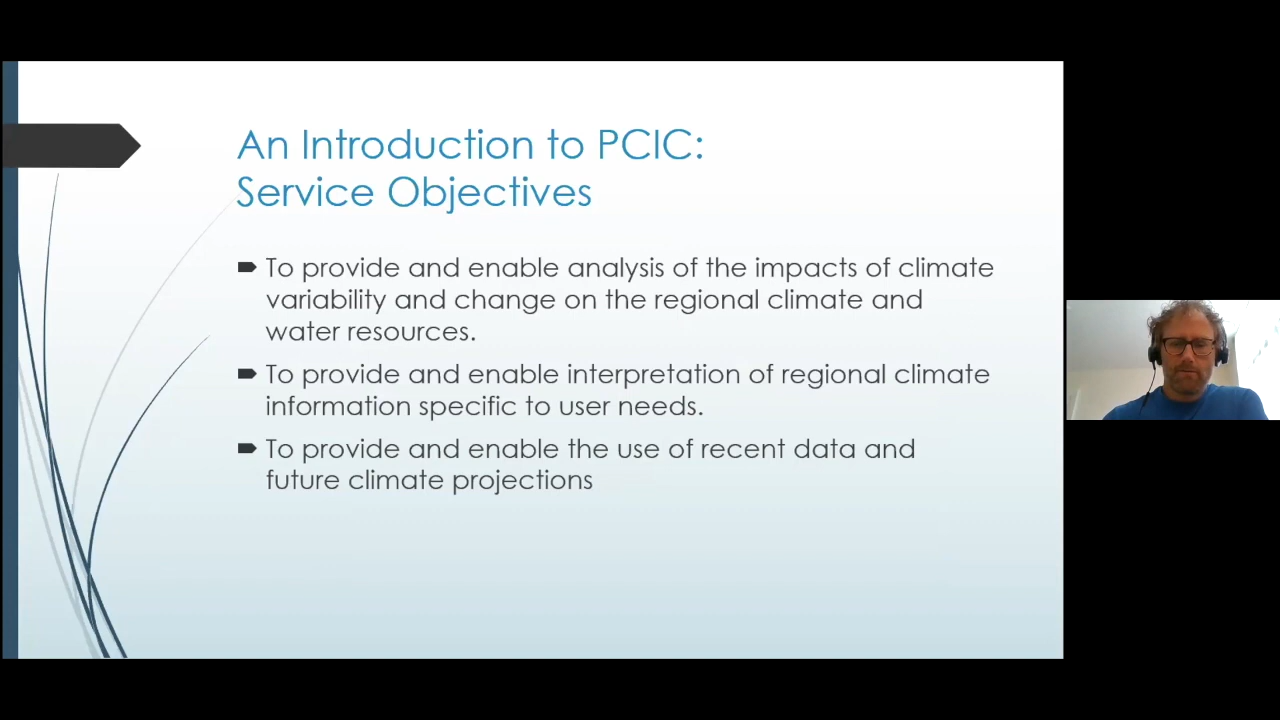 An Introduction to PCIC:
Service Objectives
To provide and enable analysis of the impacts of climate
variability and change on the regional climate and
water resources.
To provide and enable interpretation of regional climate
information specific to user needs.
To provide and enable the use of recent data and
future climate projections